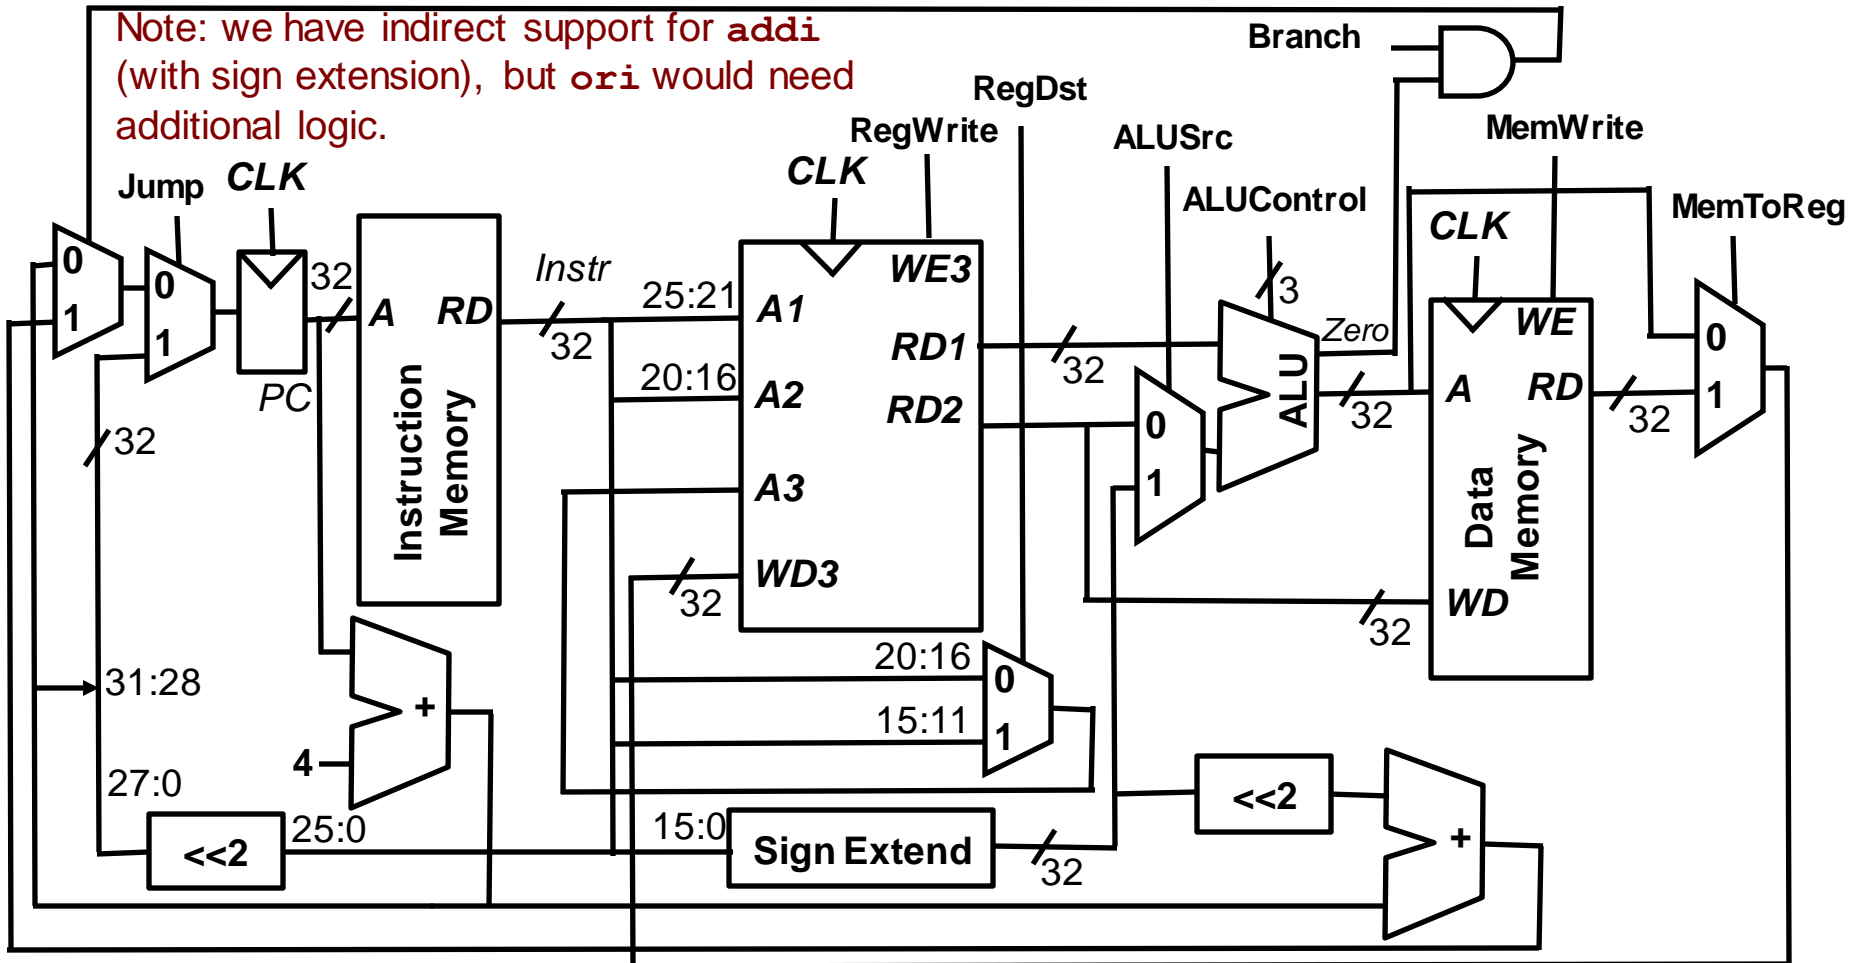 Note: we have indirect support for addi
(with sign extension), but ori would need
additional logic.
Branch
RegDst
RegWrite
ALUSrc
MemWrite
Jump
CLK
CLK
ALUControl
MemToReg
CLK
0
1
0
1
32
PC
A
RD
Instruction
Memory
Instr
32
25:21
20:16
A1
A2
A3
WD3
WE3
RD1
RD2
32
32
0
1
3
Zero
ALU
32
A
RD
WE
WD
Data
Memory
32
32
0
1
32
31:28
27:0
<<2
25:0
4
+
20:16
15:11
0
1
15:0
Sign Extend
32
<<2
+